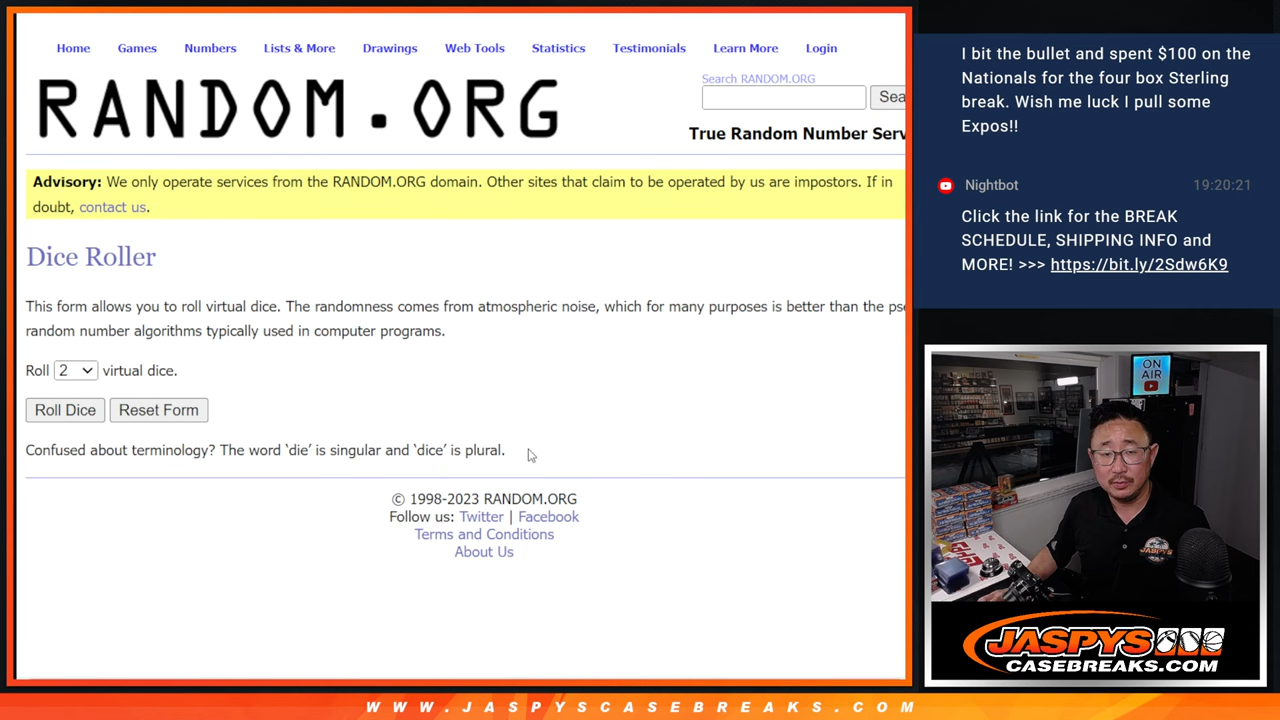 Home Games Numbers Lists & More Drawings Web Tools Statistics Testimonials Learn More Login
RANDOM.ORG
Search RANDOM.ORG
Sea
True Random Number Serv
Advisory: We only operate services from the RANDOM.ORG domain. Other sites that claim to be operated by us are impostors. If in
doubt, contact us.
Dice Roller
This form allows you to roll virtual dice. The randomness comes from atmospheric noise, which for many purposes is better than the pse
random number algorithms typically used in computer programs.
Roll 2 virtual dice.
Roll Dice Reset Form
Confused about terminology? The word ‘die’ is singular and ‘dice’ is plural.
© 1998-2023 RANDOM.ORG
Follow us: Twitter | Facebook
Terms and Conditions
About Us
I bit the bullet and spent $100 on the
Nationals for the four box Sterling
break. Wish me luck I pull some
Expos!!
Nightbot 19:20:21
Click the link for the BREAK
SCHEDULE, SHIPPING INFO and
MORE! >>> https://bit.ly/2Sdw6K9
ON
AIR
JASPYS
JASPYS
CASEBREAKS.COM
WWW.JASPYSCASEBREAKS.COM